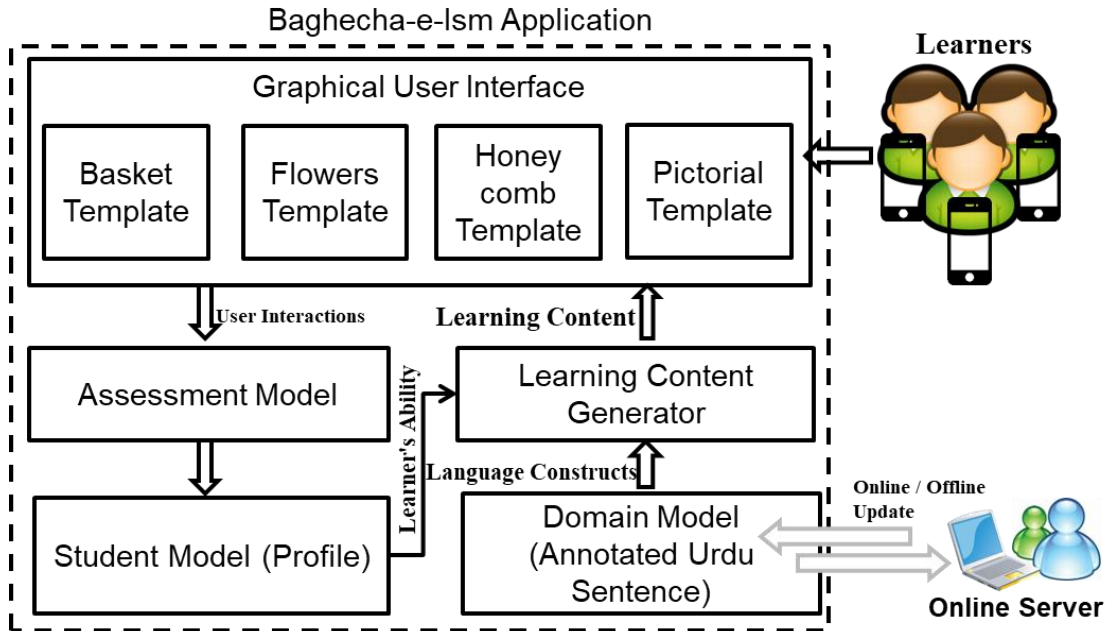 Baghecha-e-Ism Application
Learners
Graphical User Interface
Basket
Template
Flowers
Template
Honey
comb
Template
Pictorial
Template
User Interactions
Learning Content
Assessment Model
Learning Content
Generator
Learner's Ability
Language Constructs
Student Model (Profile)
Domain Model
(Annotated Urdu
Sentence)
Online / Offline
Update
Online Server